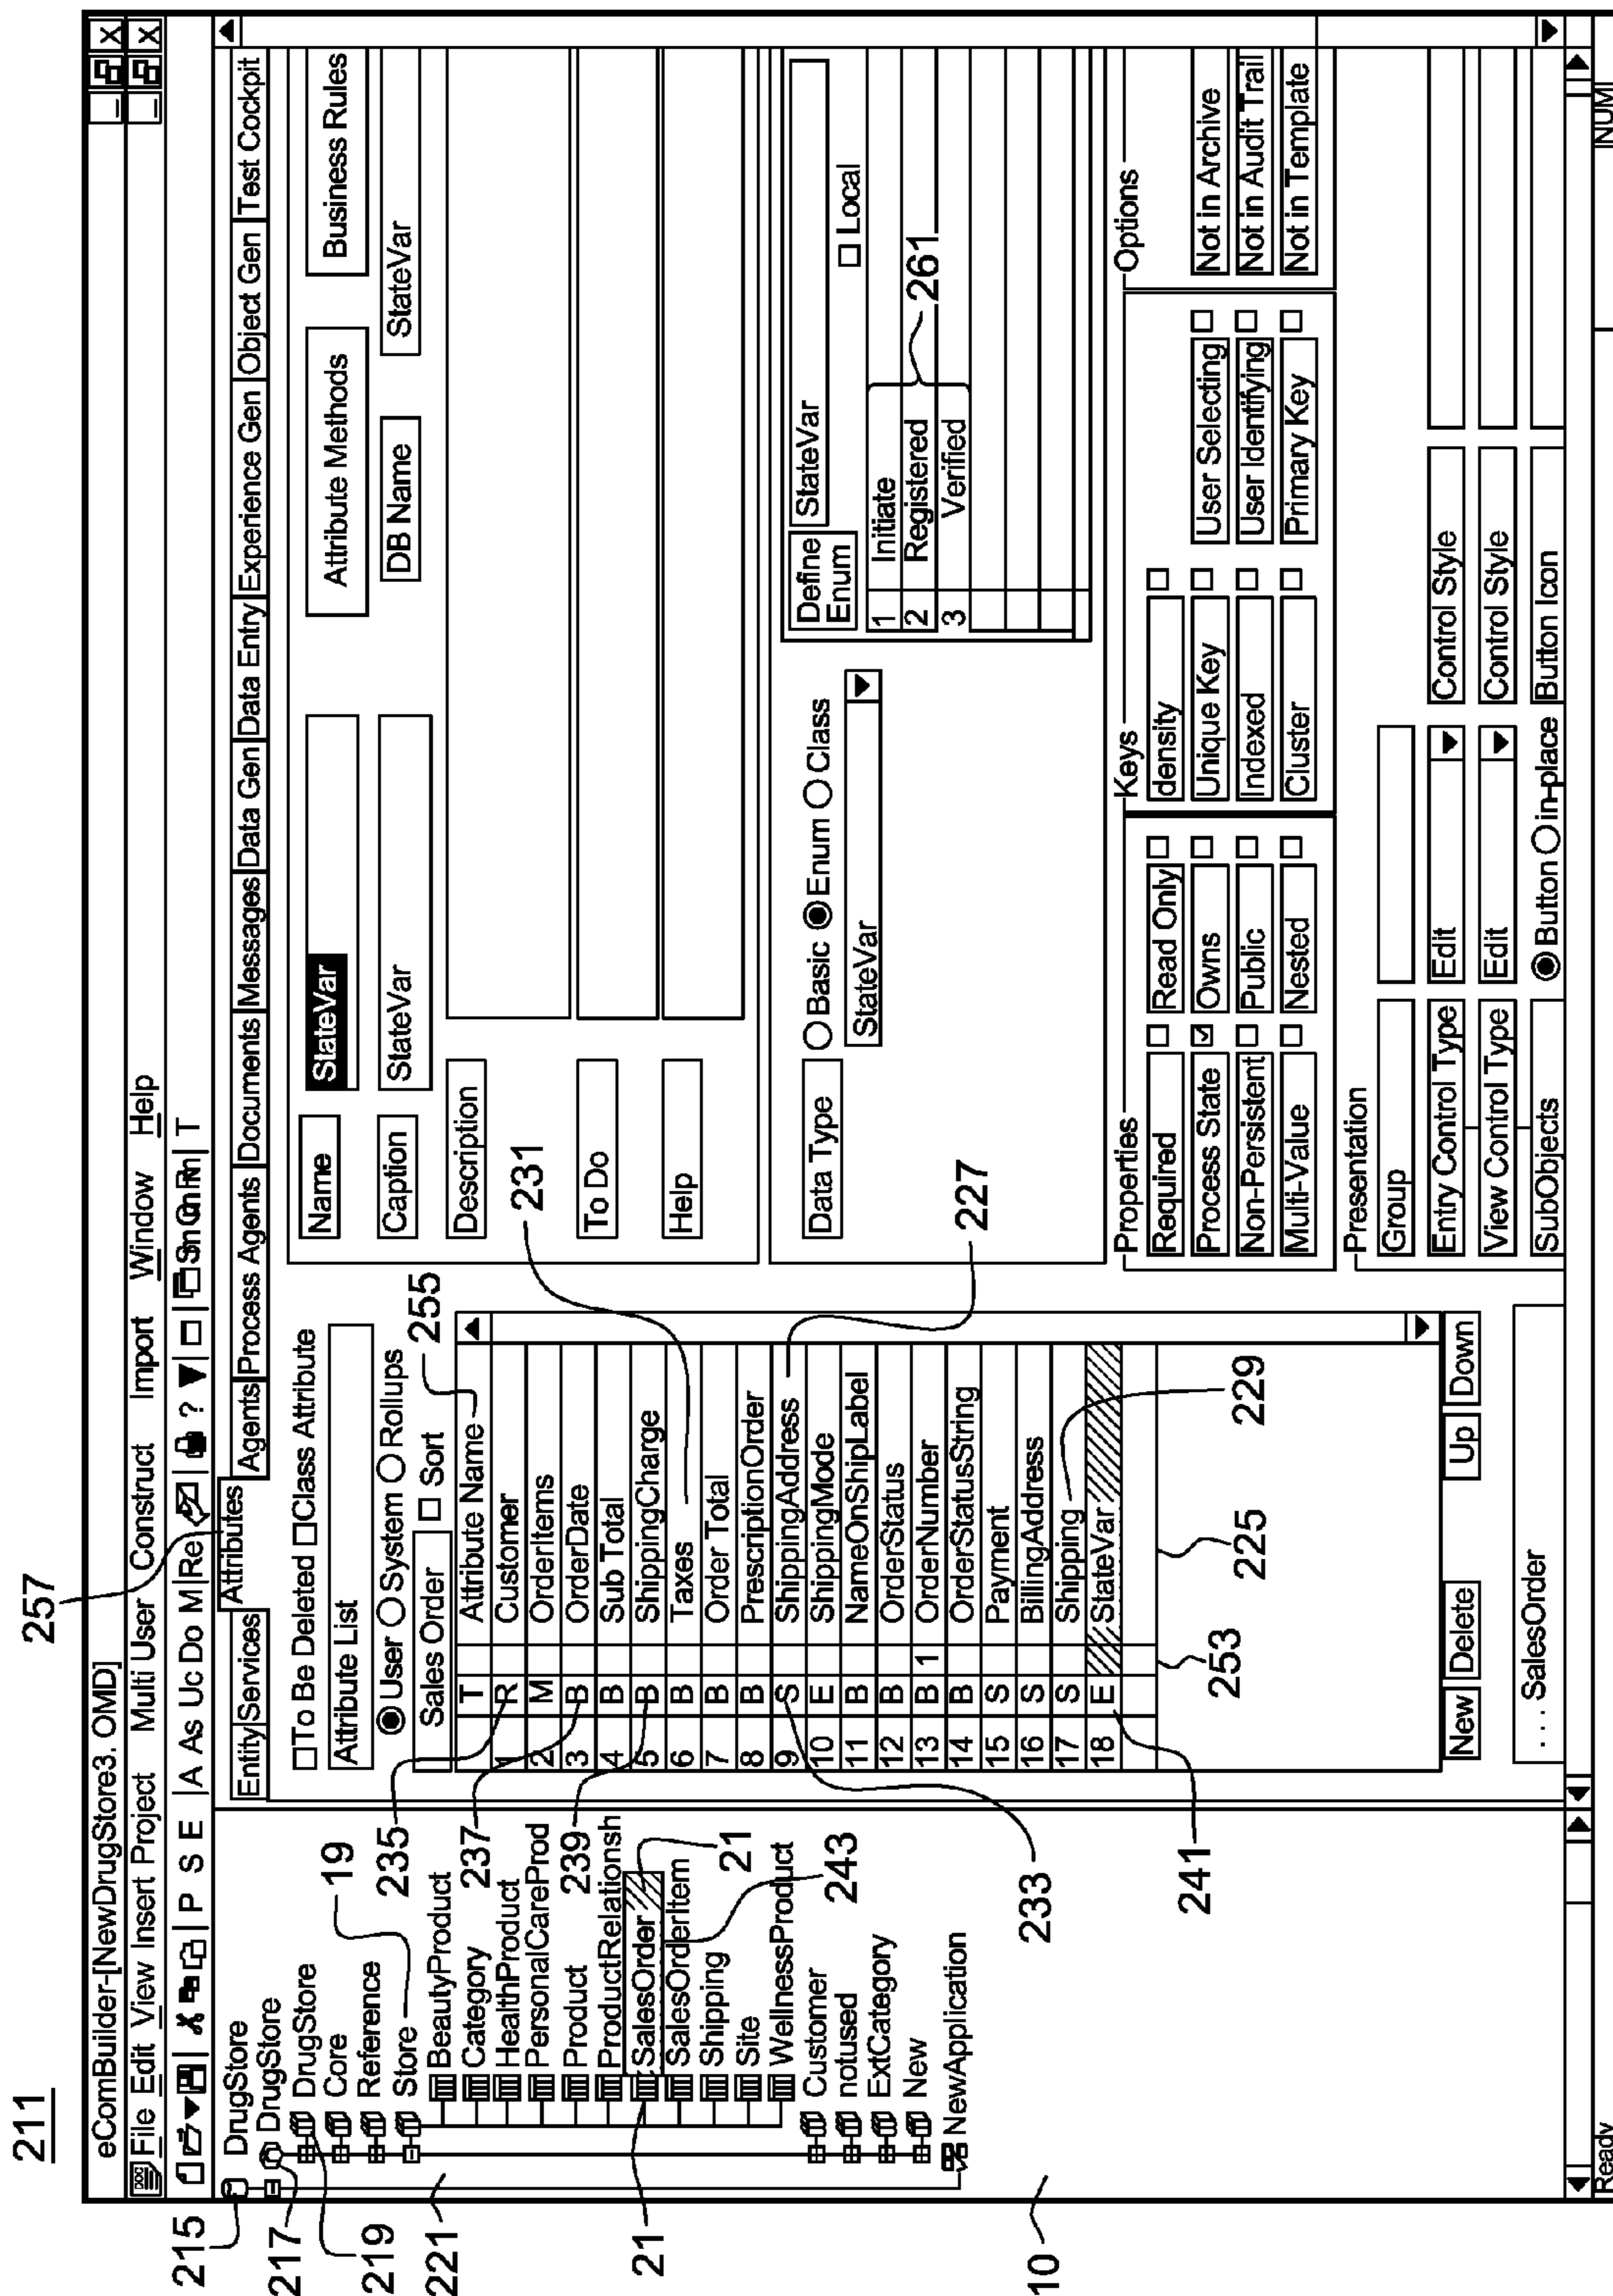 211
257
eComBuilder-[NewDrugStore3. OMD]
File Edit View Insert Project Multi User Construct Import Window Help
P S E A As Uc Do M Re ? T
Entity Services Attributes Agents Process Agents Documents Messages Data Gen Data Entry Experience Gen Object Gen Test Cockpit
215
217
219
221
21
10
DrugStore
DrugStore
DrugStore
Core
Reference
Store
19
BeautyProduct
Category
HealthProduct
PersonalCareProd
Product
ProductRelationsh
SalesOrder
21
SalesOrderItem
243
Shipping
Site
WellnessProduct
Customer
notused
ExtCategory
New
NewApplication
To Be Deleted Class Attribute
Attribute List
User System Rollups
Sales Order Sort
255
T Attribute Name
1 R Customer
2 M OrderItems
3 B OrderDate
4 B Sub Total
5 B ShippingCharge
6 B Taxes
7 B Order Total
8 B PrescriptionOrder
9 S ShippingAddress
10 E ShippingMode
11 B NameOnShipLabel
12 B OrderStatus
13 B 1 OrderNumber
14 B OrderStatusString
15 S Payment
16 S BillingAddress
17 S Shipping
18 E StateVar
235
237
239
233
241
253
225
229
227
231
New Delete Up Down
...SalesOrder
Name StateVar Attribute Methods Business Rules
Caption StateVar DB Name StateVar
Description
To Do
Help
Data Type Basic Enum Class
StateVar
Define Enum StateVar
Local
1 Initiate
2 Registered
3 Verified
261
Properties
Required Read Only
Process State Owns
Non-Persistent Public
Multi-Value Nested
Keys
density
Unique Key User Selecting
Indexed User Identifying
Cluster Primary Key
Options
Not in Archive
Not in Audit Trail
Not in Template
Presentation
Group
Entry Control Type Edit Control Style
View Control Type Edit Control Style
SubObjects Button in-place Button Icon
Ready NUM